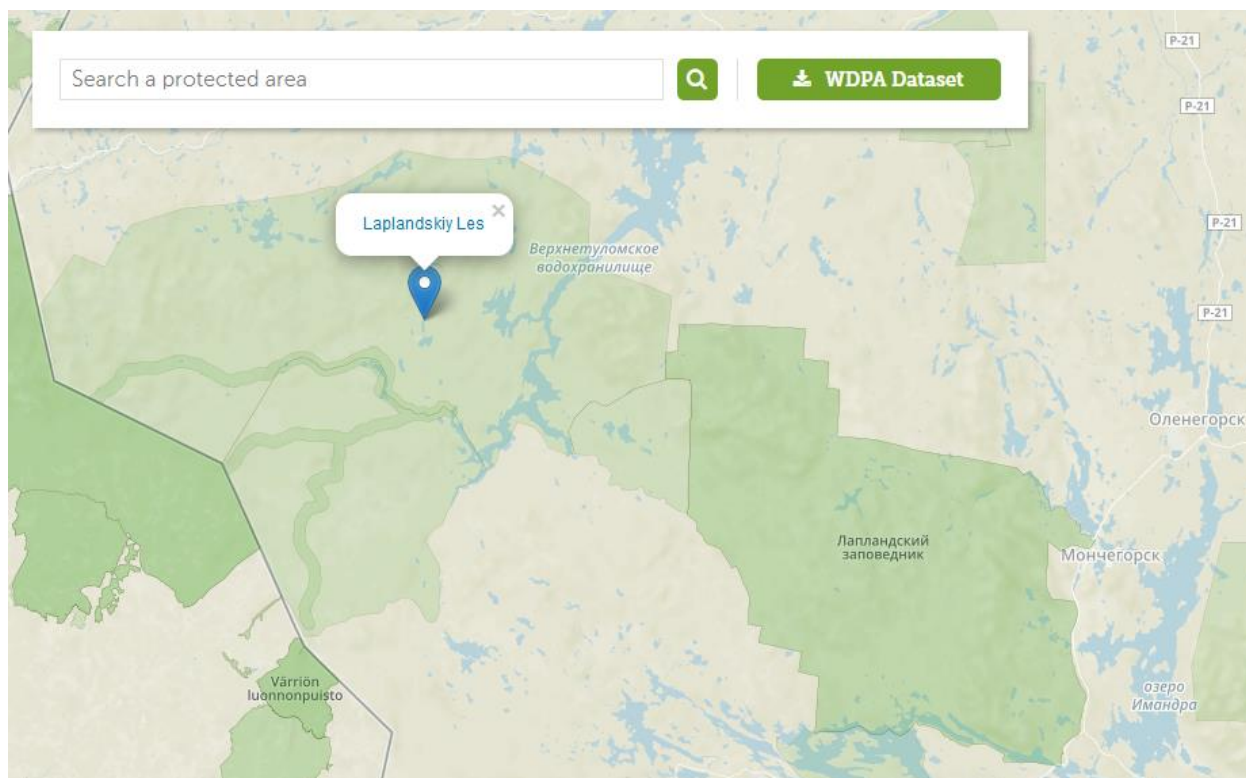 P-21
Search a protected area
WDPA Dataset
P-21
Laplandskiy Les
×
P-21
Верхнетуломское
водохранилище
P-21
Оленегорск
Лапландский
заповедник
Мончегорск
Värriön
luonnonpuisto
озеро
Имандра